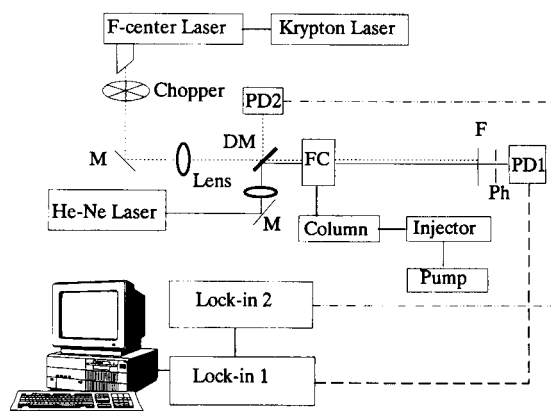 F-center Laser
Krypton Laser
Chopper
PD2
DM
F
M
FC
PD1
Lens
Ph
He-Ne Laser
M
Column
Injector
Pump
Lock-in 2
Lock-in 1